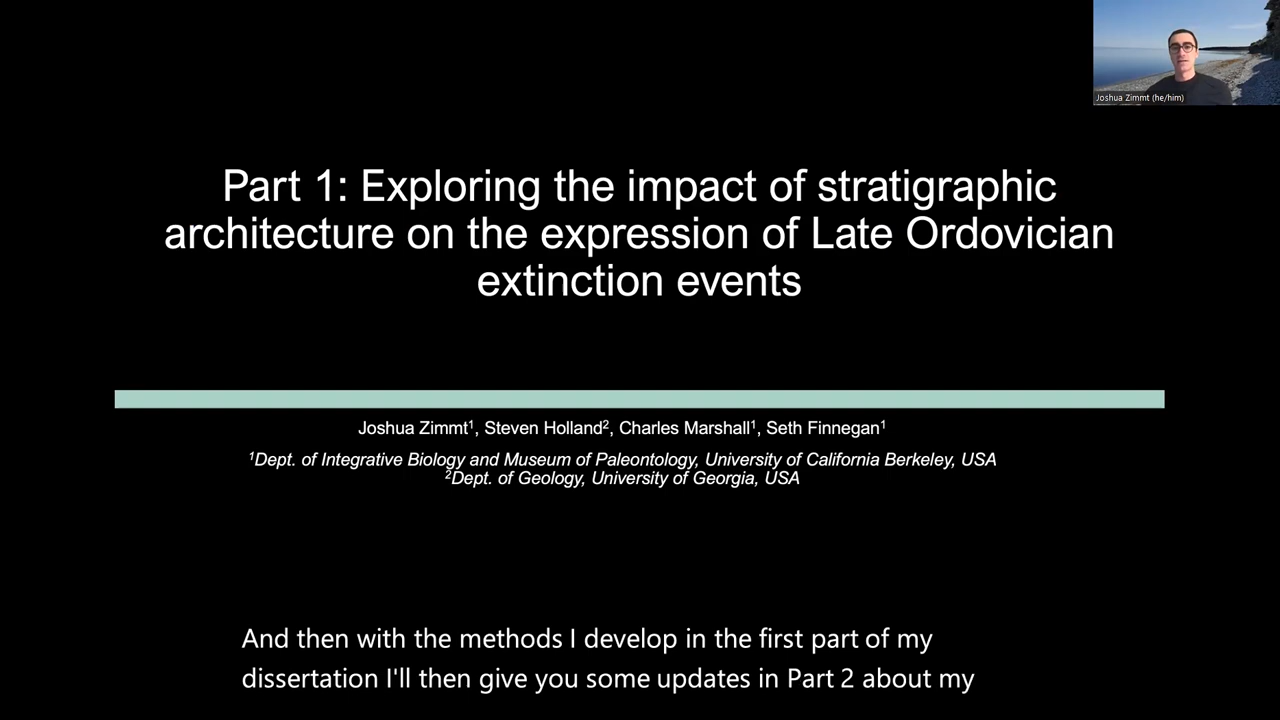 Joshua Zimmt (he/him)
Part 1: Exploring the impact of stratigraphic
architecture on the expression of Late Ordovician
extinction events
Joshua Zimmt¹, Steven Holland², Charles Marshall¹, Seth Finnegan¹
¹Dept. of Integrative Biology and Museum of Paleontology, University of California Berkeley, USA
²Dept. of Geology, University of Georgia, USA
And then with the methods I develop in the first part of my
dissertation I'll then give you some updates in Part 2 about my